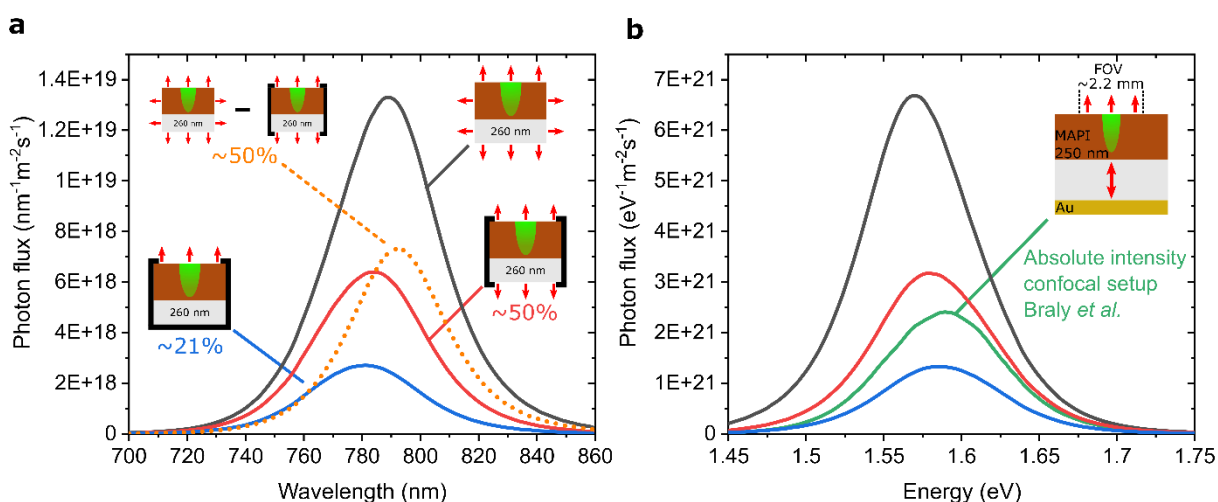 a
b
Photon flux (nm⁻¹m⁻²s⁻¹)
1.4E+19
1.2E+19
1E+19
8E+18
6E+18
4E+18
2E+18
0
700
720
740
760
780
800
820
840
860
Wavelength (nm)
260 nm
–
260 nm
~50%
260 nm
260 nm
~50%
260 nm
~21%
Photon flux (eV⁻¹m⁻²s⁻¹)
7E+21
6E+21
5E+21
4E+21
3E+21
2E+21
1E+21
0
1.45
1.5
1.55
1.6
1.65
1.7
1.75
Energy (eV)
FOV
~2.2 mm
MAPI
250 nm
Au
Absolute intensity
confocal setup
Braly et al.